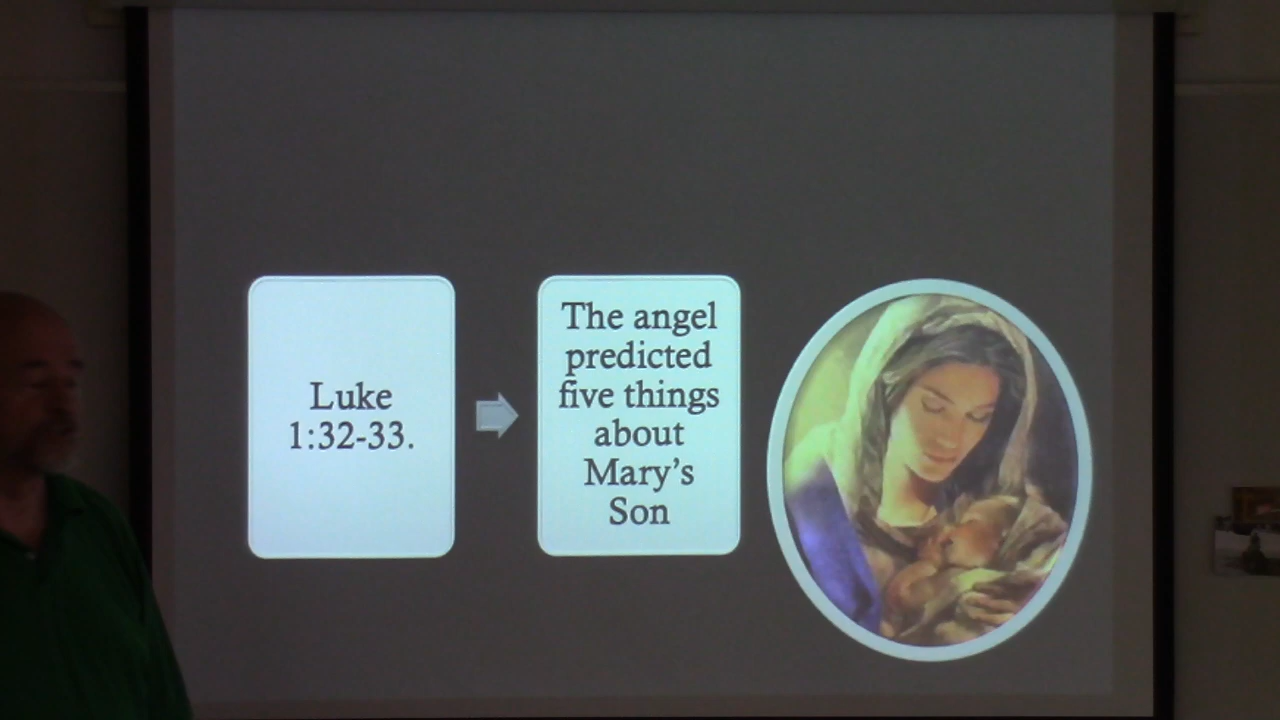 Luke
1:32-33.
The angel
predicted
five things
about
Mary's
Son